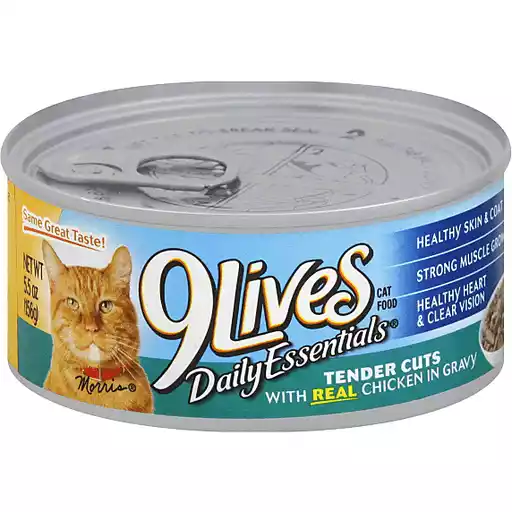 Same Great Taste!
NET WT
5.5 oz
(156g)
Morris®
9Lives
CAT
FOOD
Daily Essentials®
TENDER CUTS
WITH REAL CHICKEN IN GRAVY
HEALTHY SKIN & COAT
STRONG MUSCLE
HEALTHY HEART
& CLEAR VISION